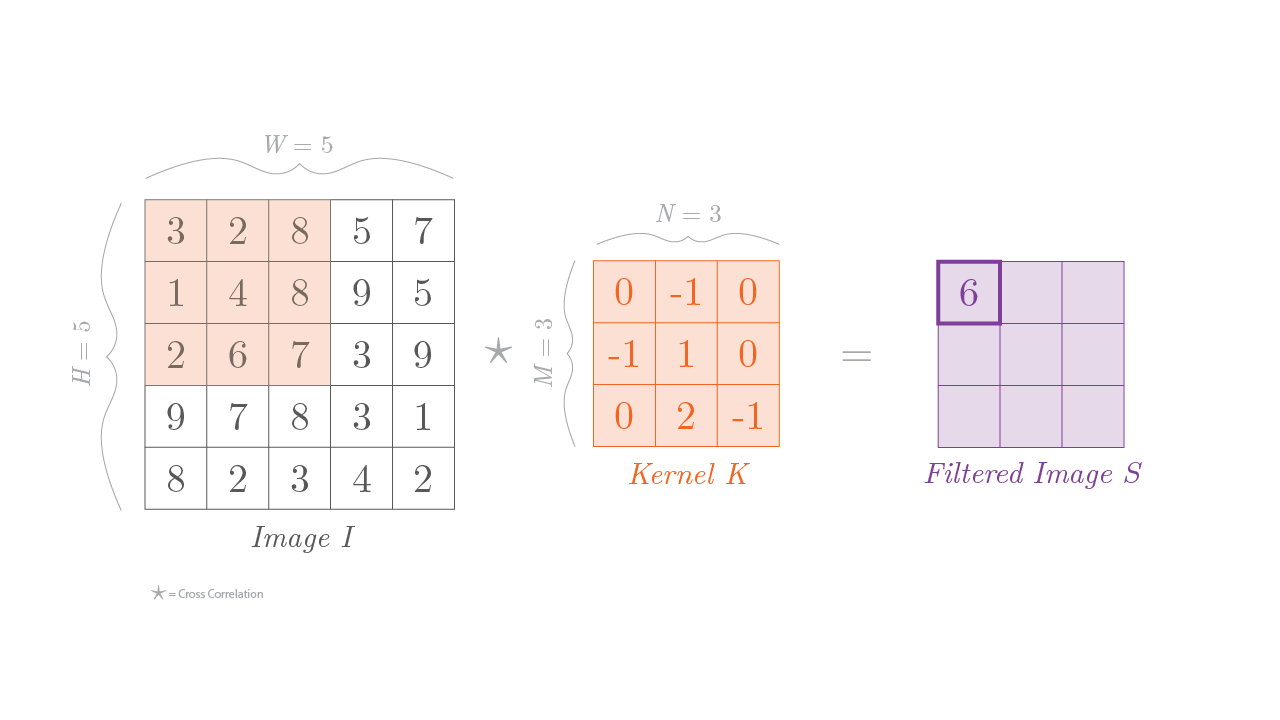 W = 5
H = 5
3 2 8 5 7
1 4 8 9 5
2 6 7 3 9
9 7 8 3 1
8 2 3 4 2
Image I
⋆
N = 3
M = 3
0 -1 0
-1 1 0
0 2 -1
Kernel K
=
6
Filtered Image S
⋆ = Cross Correlation